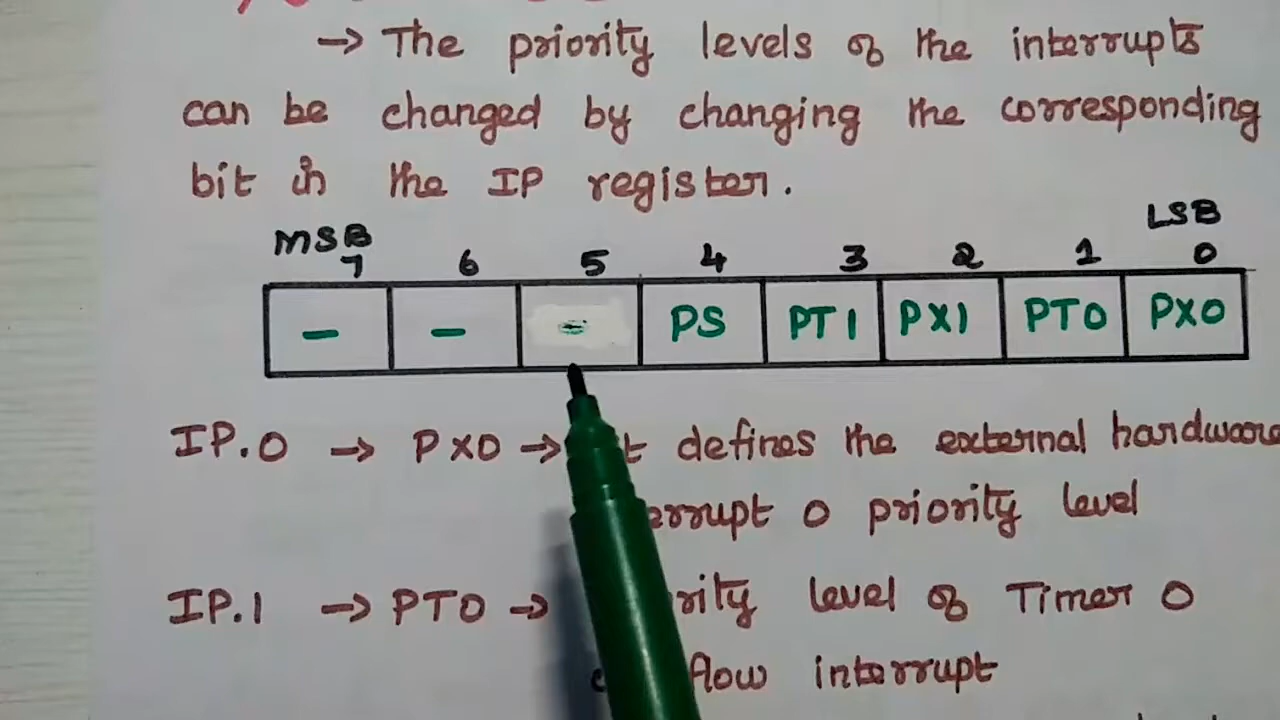 → The priority levels of the interrupts
can be changed by changing the corresponding
bit in the IP register.
MSB LSB
7 6 5 4 3 2 1 0
- - - PS PT1 PX1 PT0 PX0
IP.0 → PX0 → defines the external hardware
0 priority level
IP.1 → PT0 → level of Timer 0
interrupt